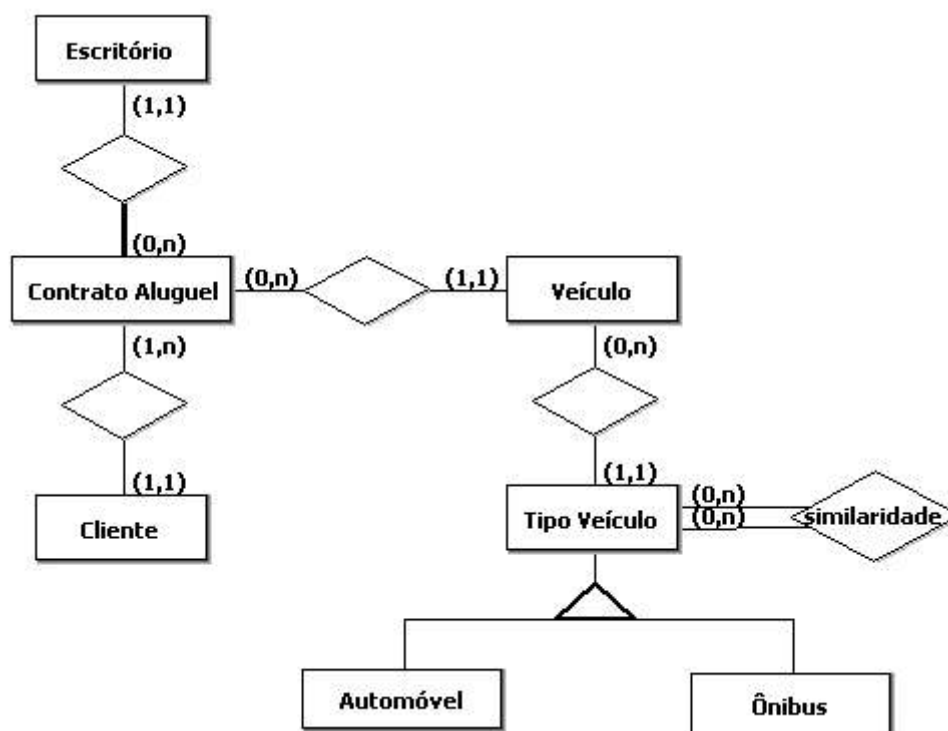 Escritório
(1,1)
(0,n)
Contrato Aluguel
(0,n)
(1,1)
Veículo
(1,n)
(0,n)
(1,1)
Cliente
(1,1)
Tipo Veículo
(0,n)
(0,n)
similaridade
Automóvel
Ônibus